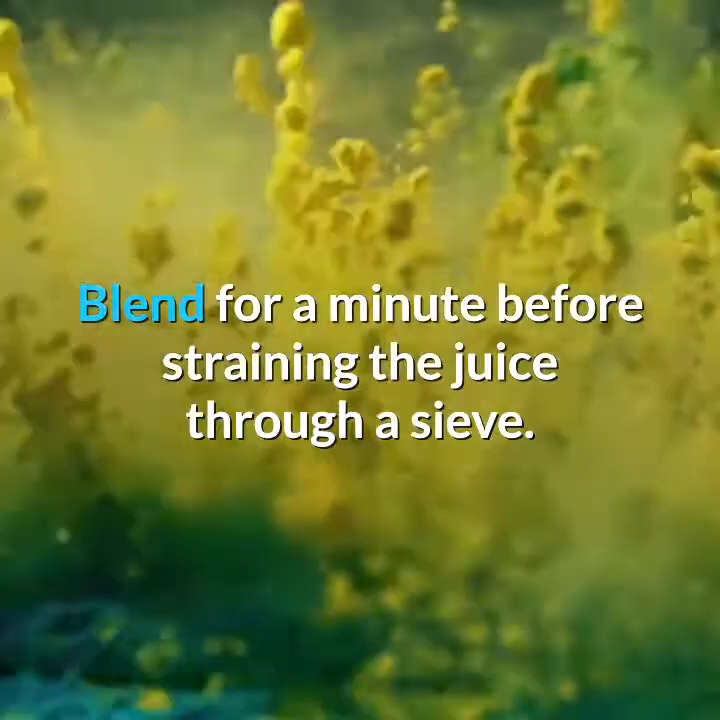 Blend for a minute before
straining the juice
through a sieve.